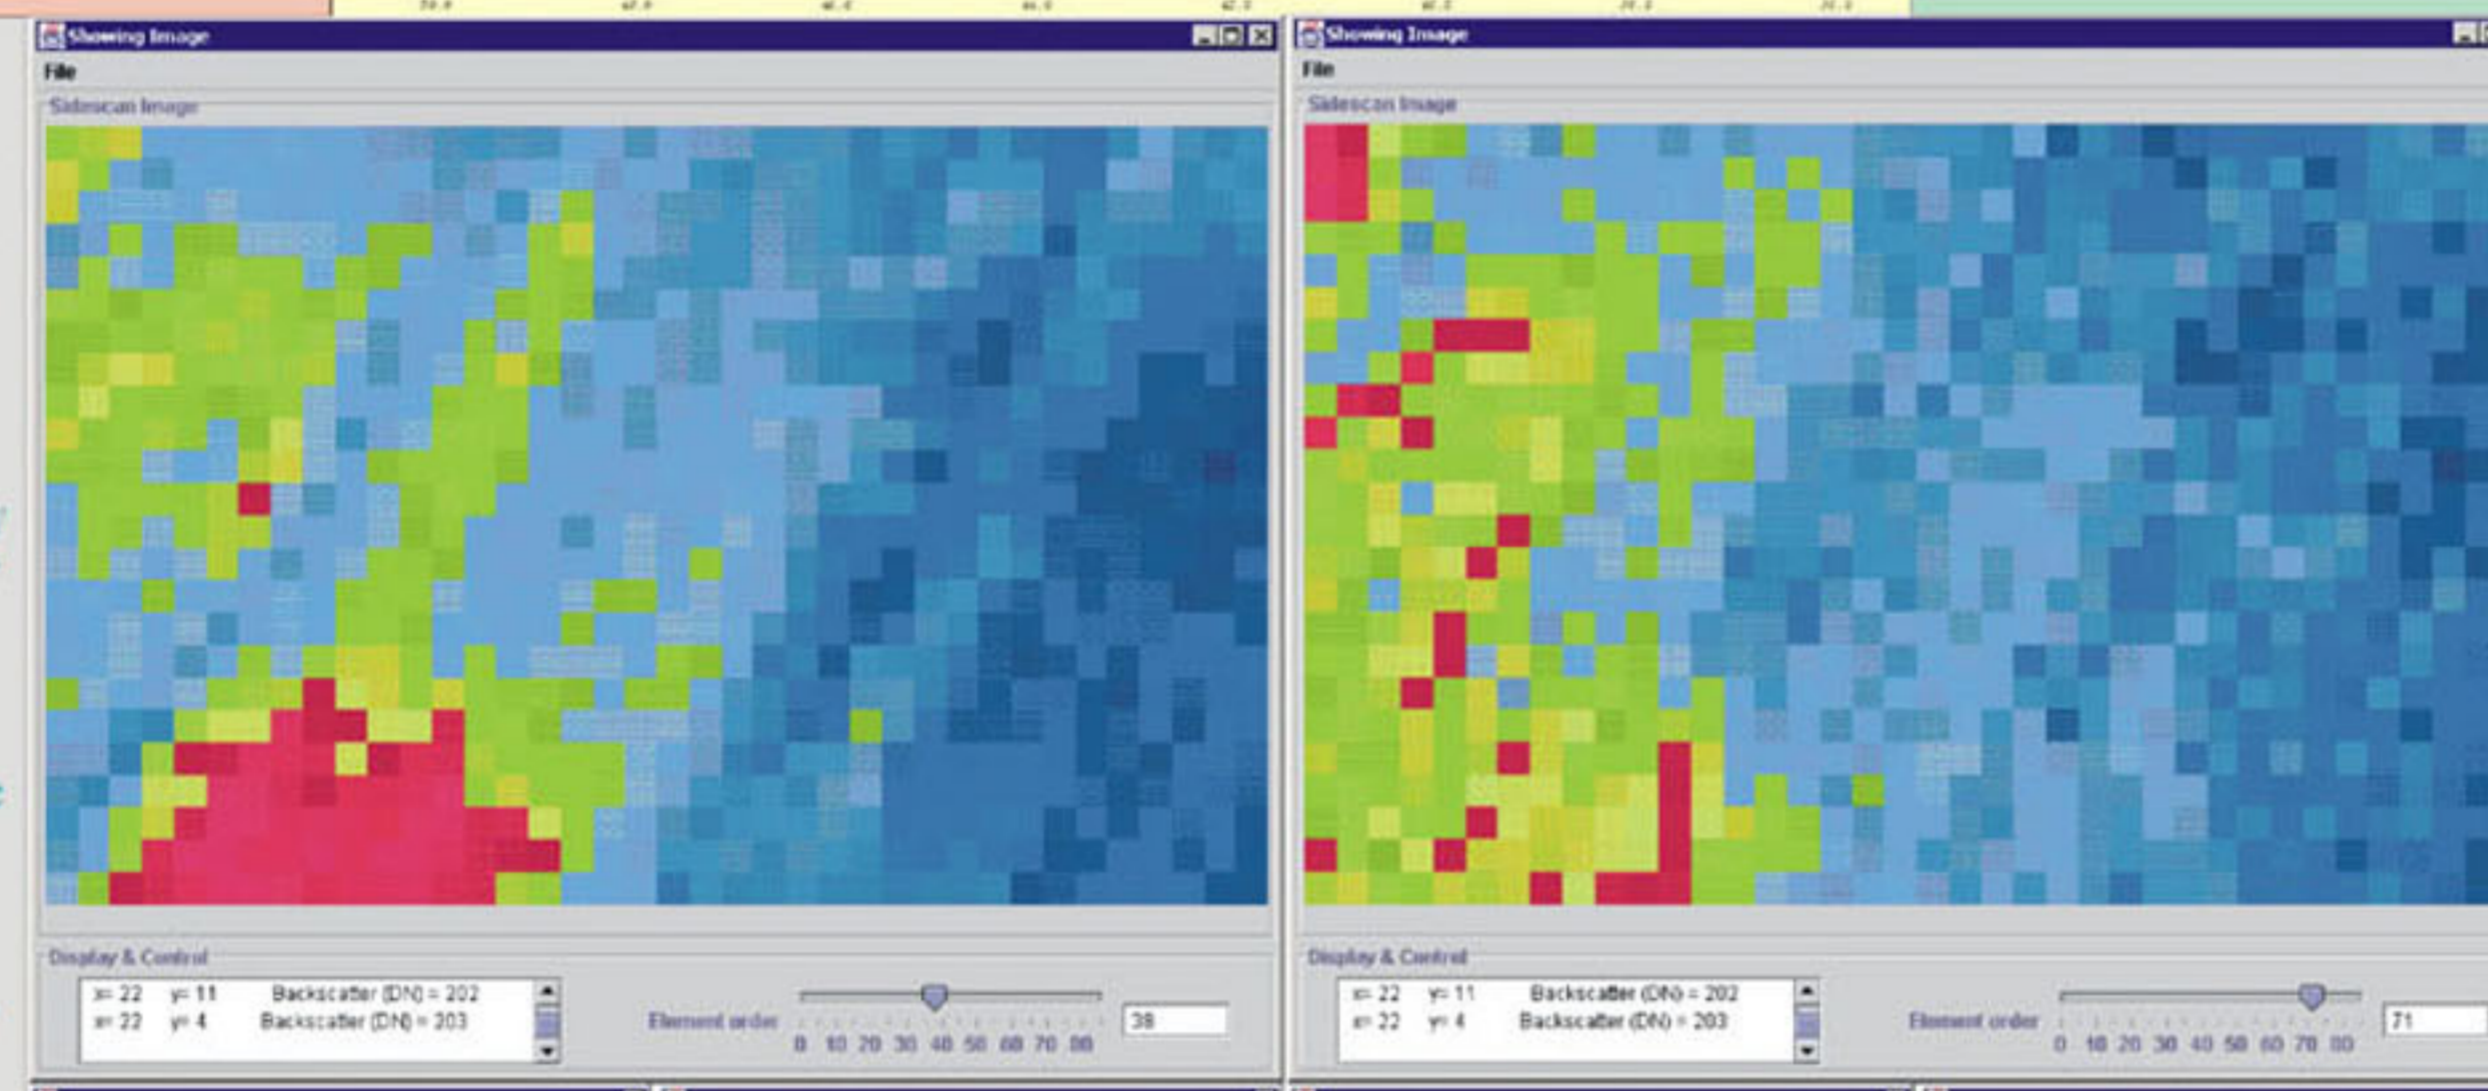 Showing Image
File
Sidescan Image
Display & Control
x= 22 y= 11 Backscatter (DN) = 202
x= 22 y= 4 Backscatter (DN) = 203
Element order
0 10 20 30 40 50 60 70 80
38
Showing Image
File
Sidescan Image
Display & Control
x= 22 y= 11 Backscatter (DN) = 202
x= 22 y= 4 Backscatter (DN) = 203
Element order
0 10 20 30 40 50 60 70 80
71